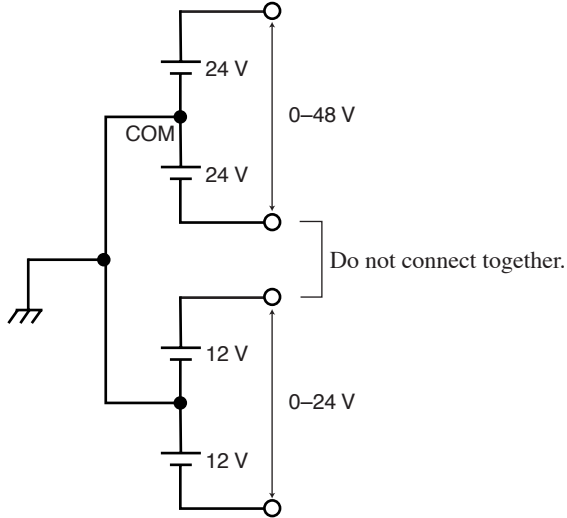 24 V
0–48 V
COM
24 V
Do not connect together.
12 V
0–24 V
12 V